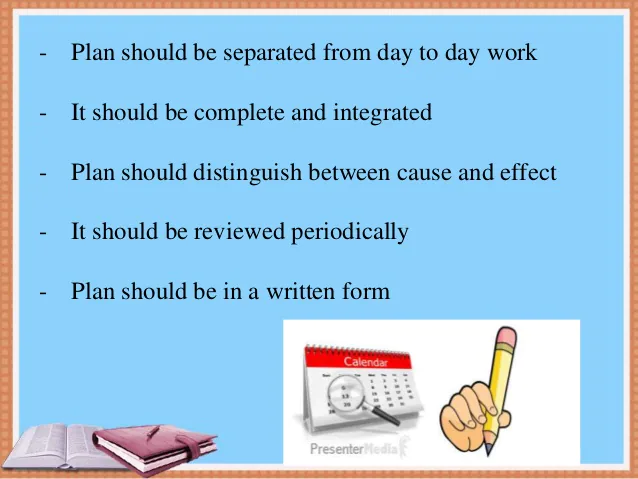 - Plan should be separated from day to day work
- It should be complete and integrated
- Plan should distinguish between cause and effect
- It should be reviewed periodically
- Plan should be in a written form
Calendar
PresenterMedia